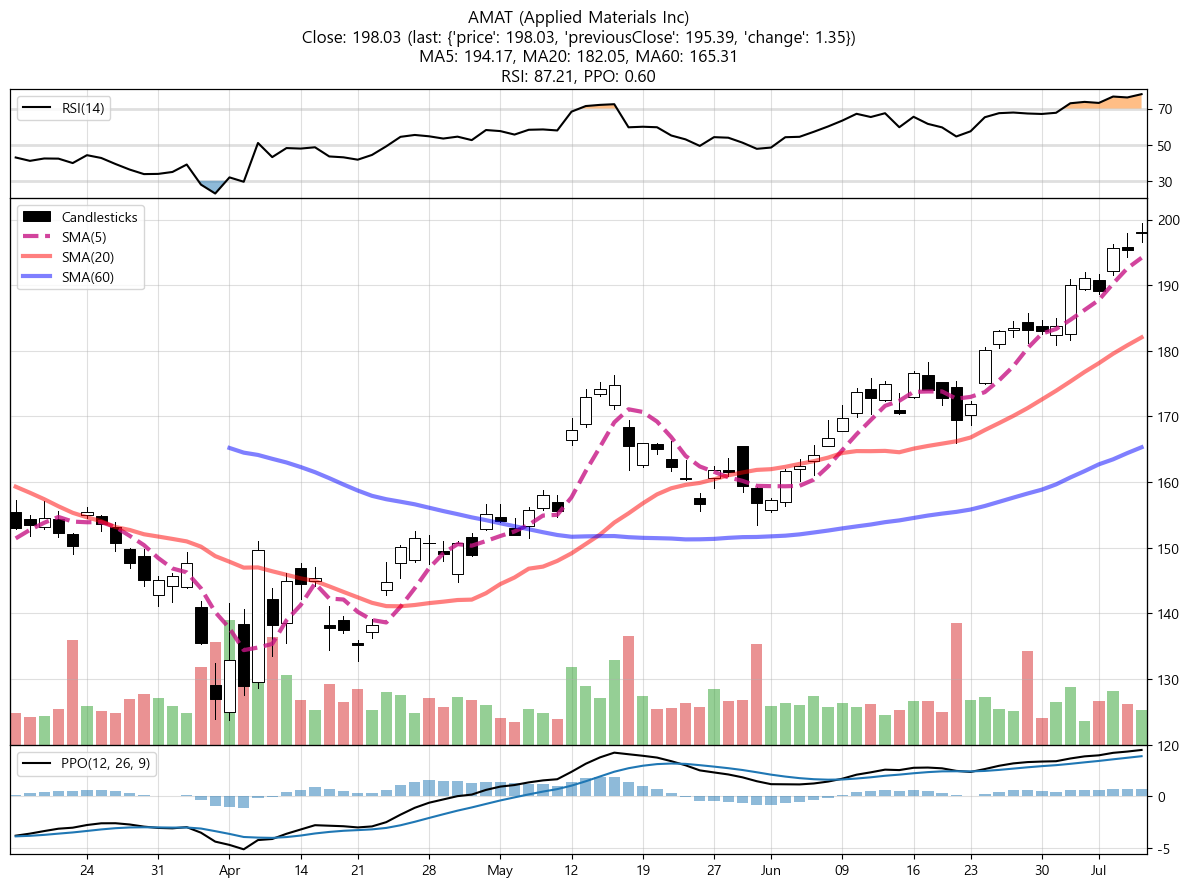 AMAT (Applied Materials Inc)
Close: 198.03 (last: {'price': 198.03, 'previousClose': 195.39, 'change': 1.35})
MA5: 194.17, MA20: 182.05, MA60: 165.31
RSI: 87.21, PPO: 0.60
RSI(14)
70
50
30
Candlesticks
SMA(5)
SMA(20)
SMA(60)
200
190
180
170
160
150
140
130
120
PPO(12, 26, 9)
0
-5
24 31 Apr 14 21 28 May 12 19 27 Jun 09 16 23 30 Jul